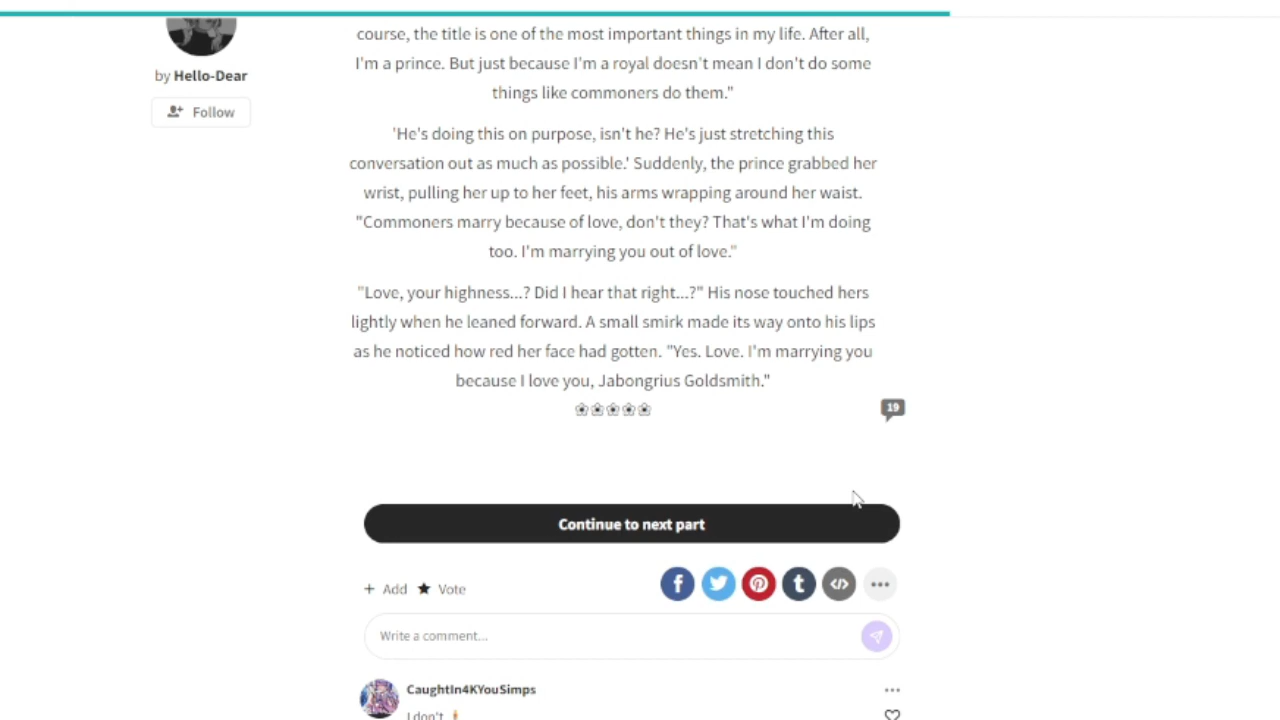 course, the title is one of the most important things in my life. After all,
I'm a prince. But just because I'm a royal doesn't mean I don't do some
things like commoners do them."
by Hello-Dear
Follow
'He's doing this on purpose, isn't he? He's just stretching this
conversation out as much as possible.' Suddenly, the prince grabbed her
wrist, pulling her up to her feet, his arms wrapping around her waist.
"Commoners marry because of love, don't they? That's what I'm doing
too. I'm marrying you out of love."
"Love, your highness...? Did I hear that right...?" His nose touched hers
lightly when he leaned forward. A small smirk made its way onto his lips
as he noticed how red her face had gotten. "Yes. Love. I'm marrying you
because I love you, Jabongrius Goldsmith."
19
Continue to next part
+ Add ★ Vote
Write a comment...
CaughtIn4KYouSimps
I don't